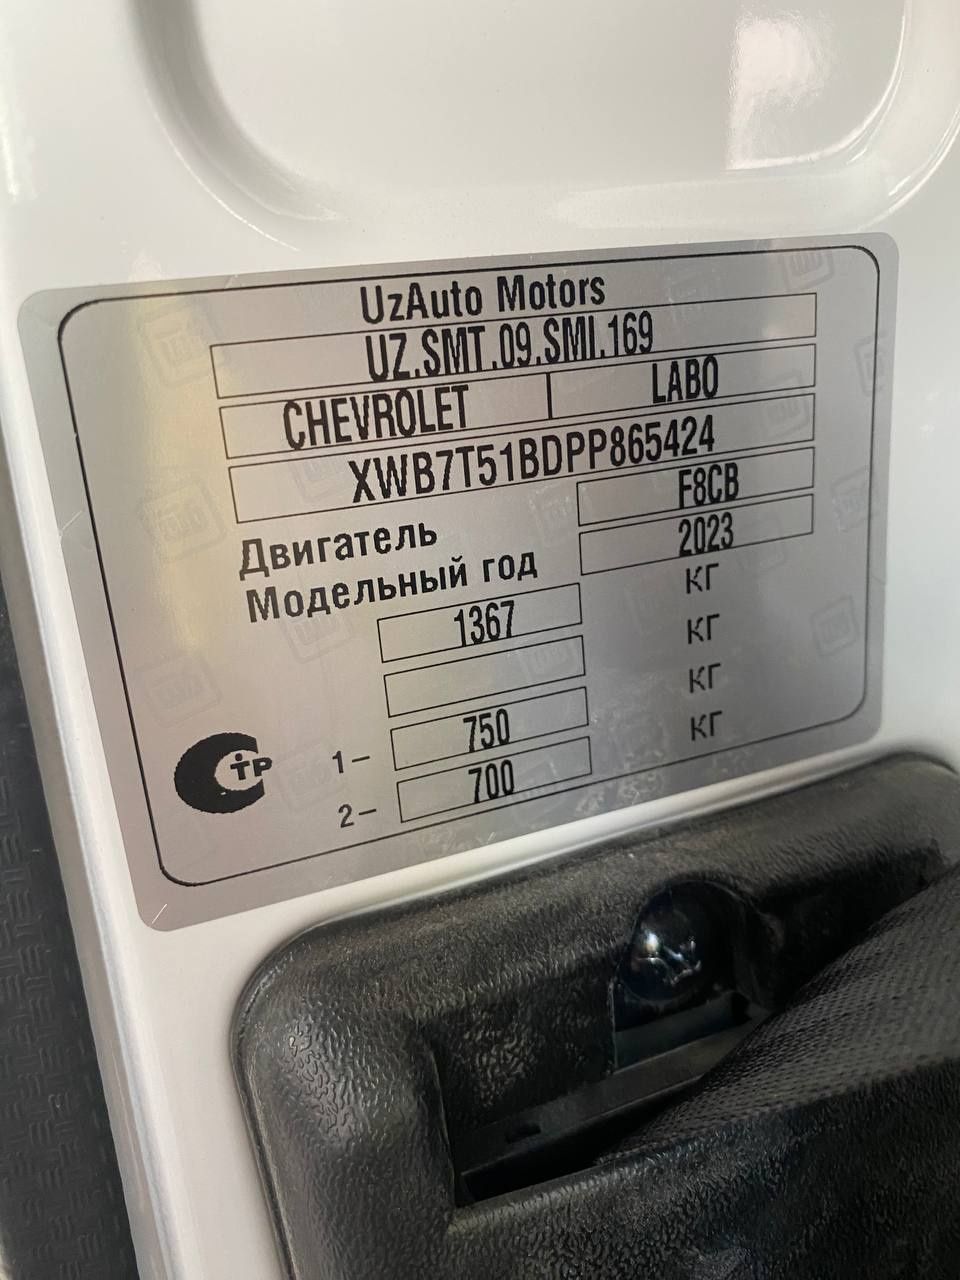 UzAuto Motors
UZ.SMT.09.SMI.169
CHEVROLET LABO
XWB7T51BDPP865424
Двигатель F8CB
Модельный год 2023
1367 КГ
КГ
1- 750 КГ
2- 700 КГ
ТР